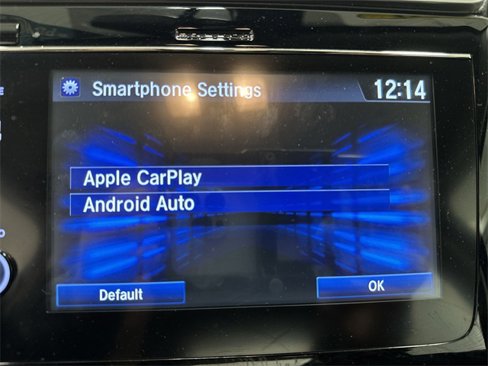 Smartphone Settings
12:14
Apple CarPlay
Android Auto
Default
OK